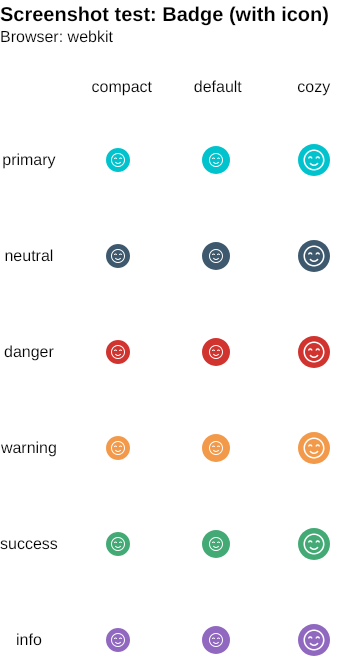 Screenshot test: Badge (with icon)
Browser: webkit
compact default cozy
primary
neutral
danger
warning
success
info